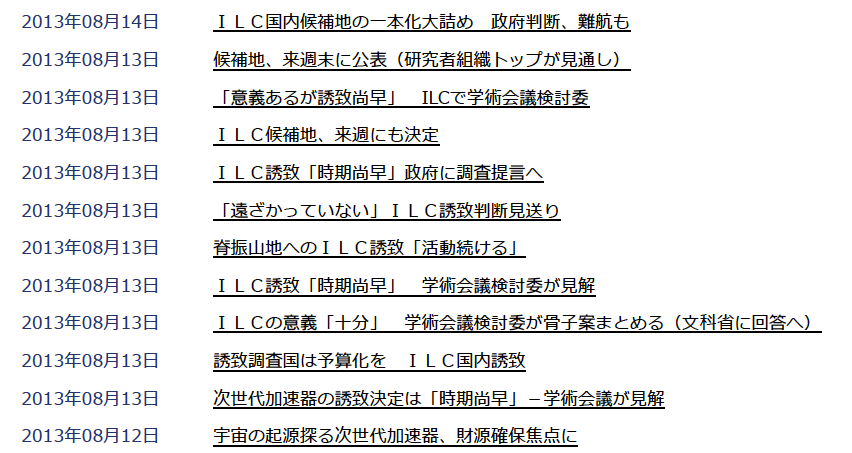 2013年08月14日　ＩＬＣ国内候補地の一本化大詰め　政府判断、難航も
2013年08月13日　候補地、来週末に公表（研究者組織トップが見通し）
2013年08月13日　「意義あるが誘致尚早」　ILCで学術会議検討委
2013年08月13日　ＩＬＣ候補地、来週にも決定
2013年08月13日　ＩＬＣ誘致「時期尚早」政府に調査提言へ
2013年08月13日　「遠ざかっていない」ＩＬＣ誘致判断見送り
2013年08月13日　脊振山地へのＩＬＣ誘致「活動続ける」
2013年08月13日　ＩＬＣ誘致「時期尚早」　学術会議検討委が見解
2013年08月13日　ＩＬＣの意義「十分」　学術会議検討委が骨子案まとめる（文科省に回答へ）
2013年08月13日　誘致調査国は予算化を　ＩＬＣ国内誘致
2013年08月13日　次世代加速器の誘致決定は「時期尚早」－学術会議が見解
2013年08月12日　宇宙の起源探る次世代加速器、財源確保焦点に